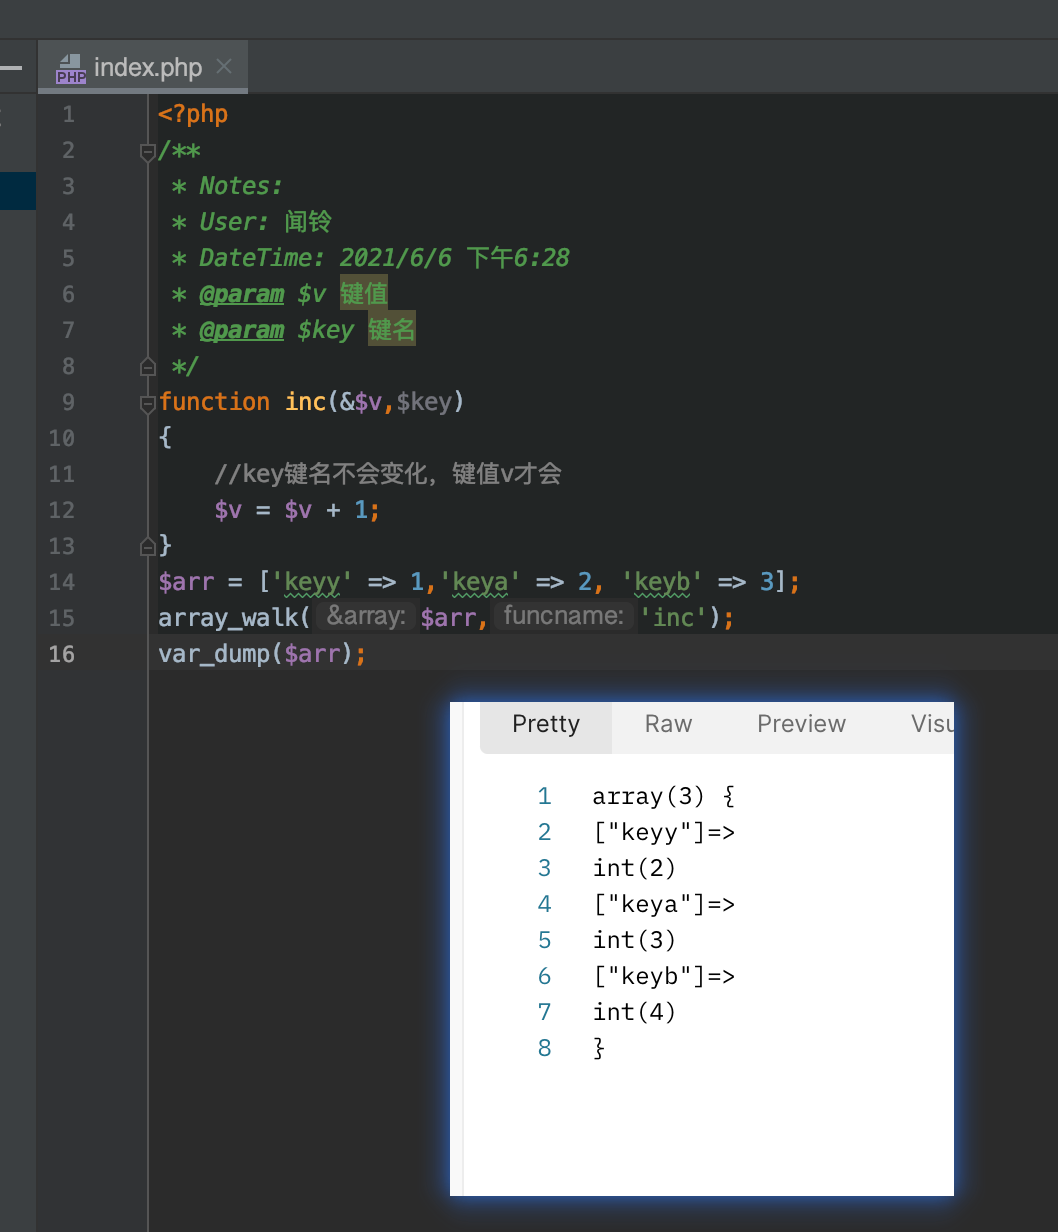 PHP index.php
1 <?php
2 /**
3 * Notes:
4 * User: 闻铃
5 * DateTime: 2021/6/6 下午6:28
6 * @param $v 键值
7 * @param $key 键名
8 */
9 function inc(&$v,$key)
10 {
11 //key键名不会变化，键值v才会
12 $v = $v + 1;
13 }
14 $arr = ['keyy' => 1,'keya' => 2, 'keyb' => 3];
15 array_walk( &array: $arr, funcname: 'inc');
16 var_dump($arr);
Pretty Raw Preview Visu
1 array(3) {
2 ["keyy"]=>
3 int(2)
4 ["keya"]=>
5 int(3)
6 ["keyb"]=>
7 int(4)
8 }